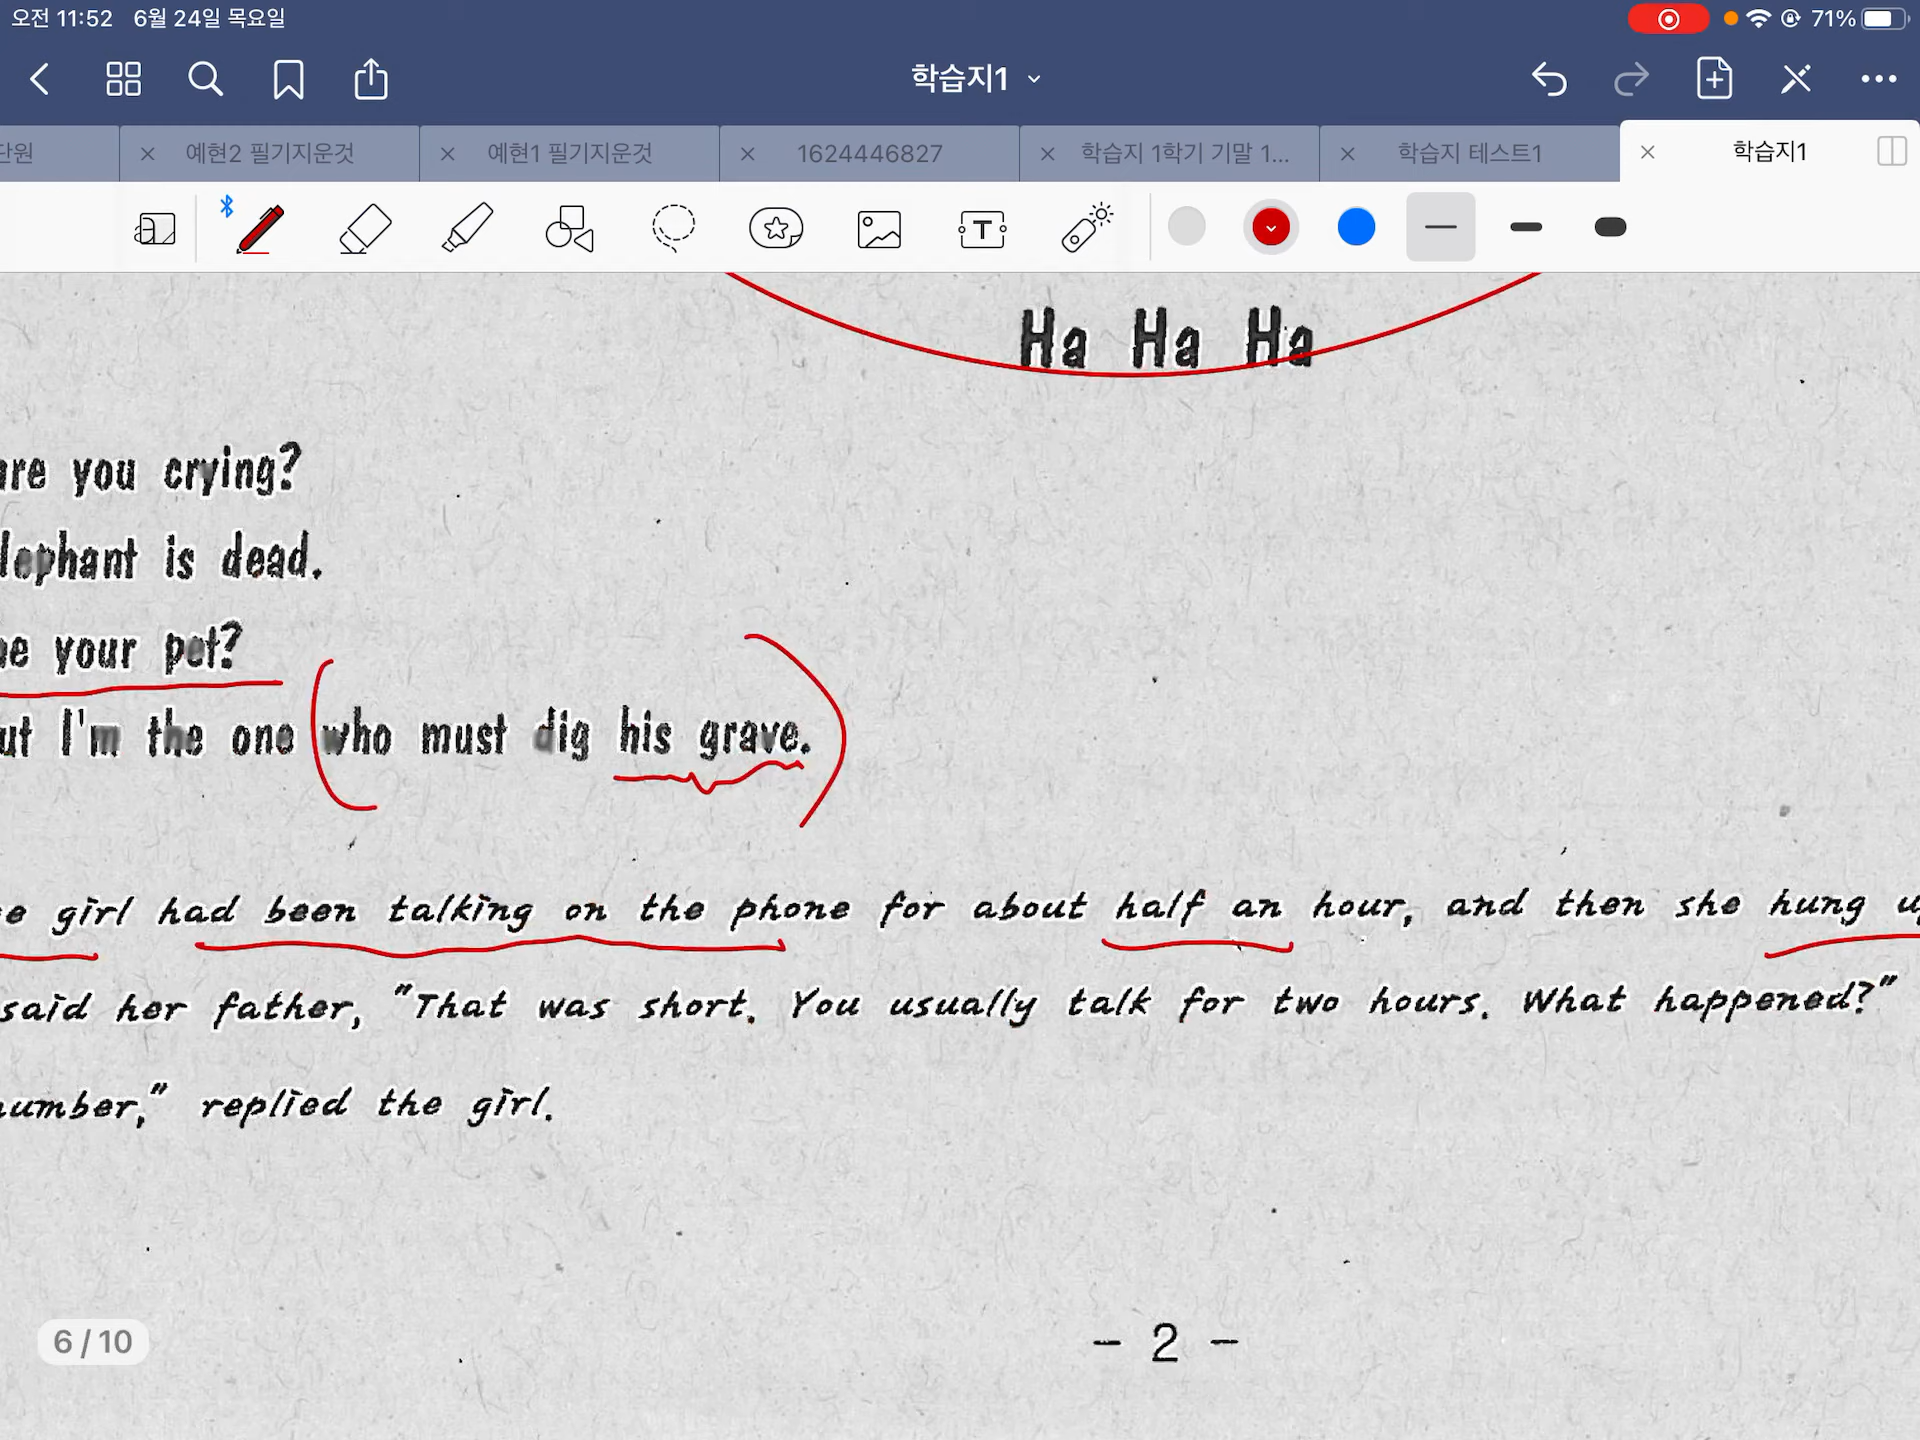 오전 11:52 6월 24일 목요일 71%
학습지1
단원 예현2 필기지운것 예현1 필기지운것 1624446827 학습지 1학기 기말 1... 학습지 테스트1 학습지1
Ha Ha Ha
are you crying?
lephant is dead.
e your pet?
ut I'm the one who must dig his grave.
e girl had been talking on the phone for about half an hour, and then she hung u
said her father, "That was short. You usually talk for two hours. What happened?"
number," replied the girl.
6 / 10
- 2 -